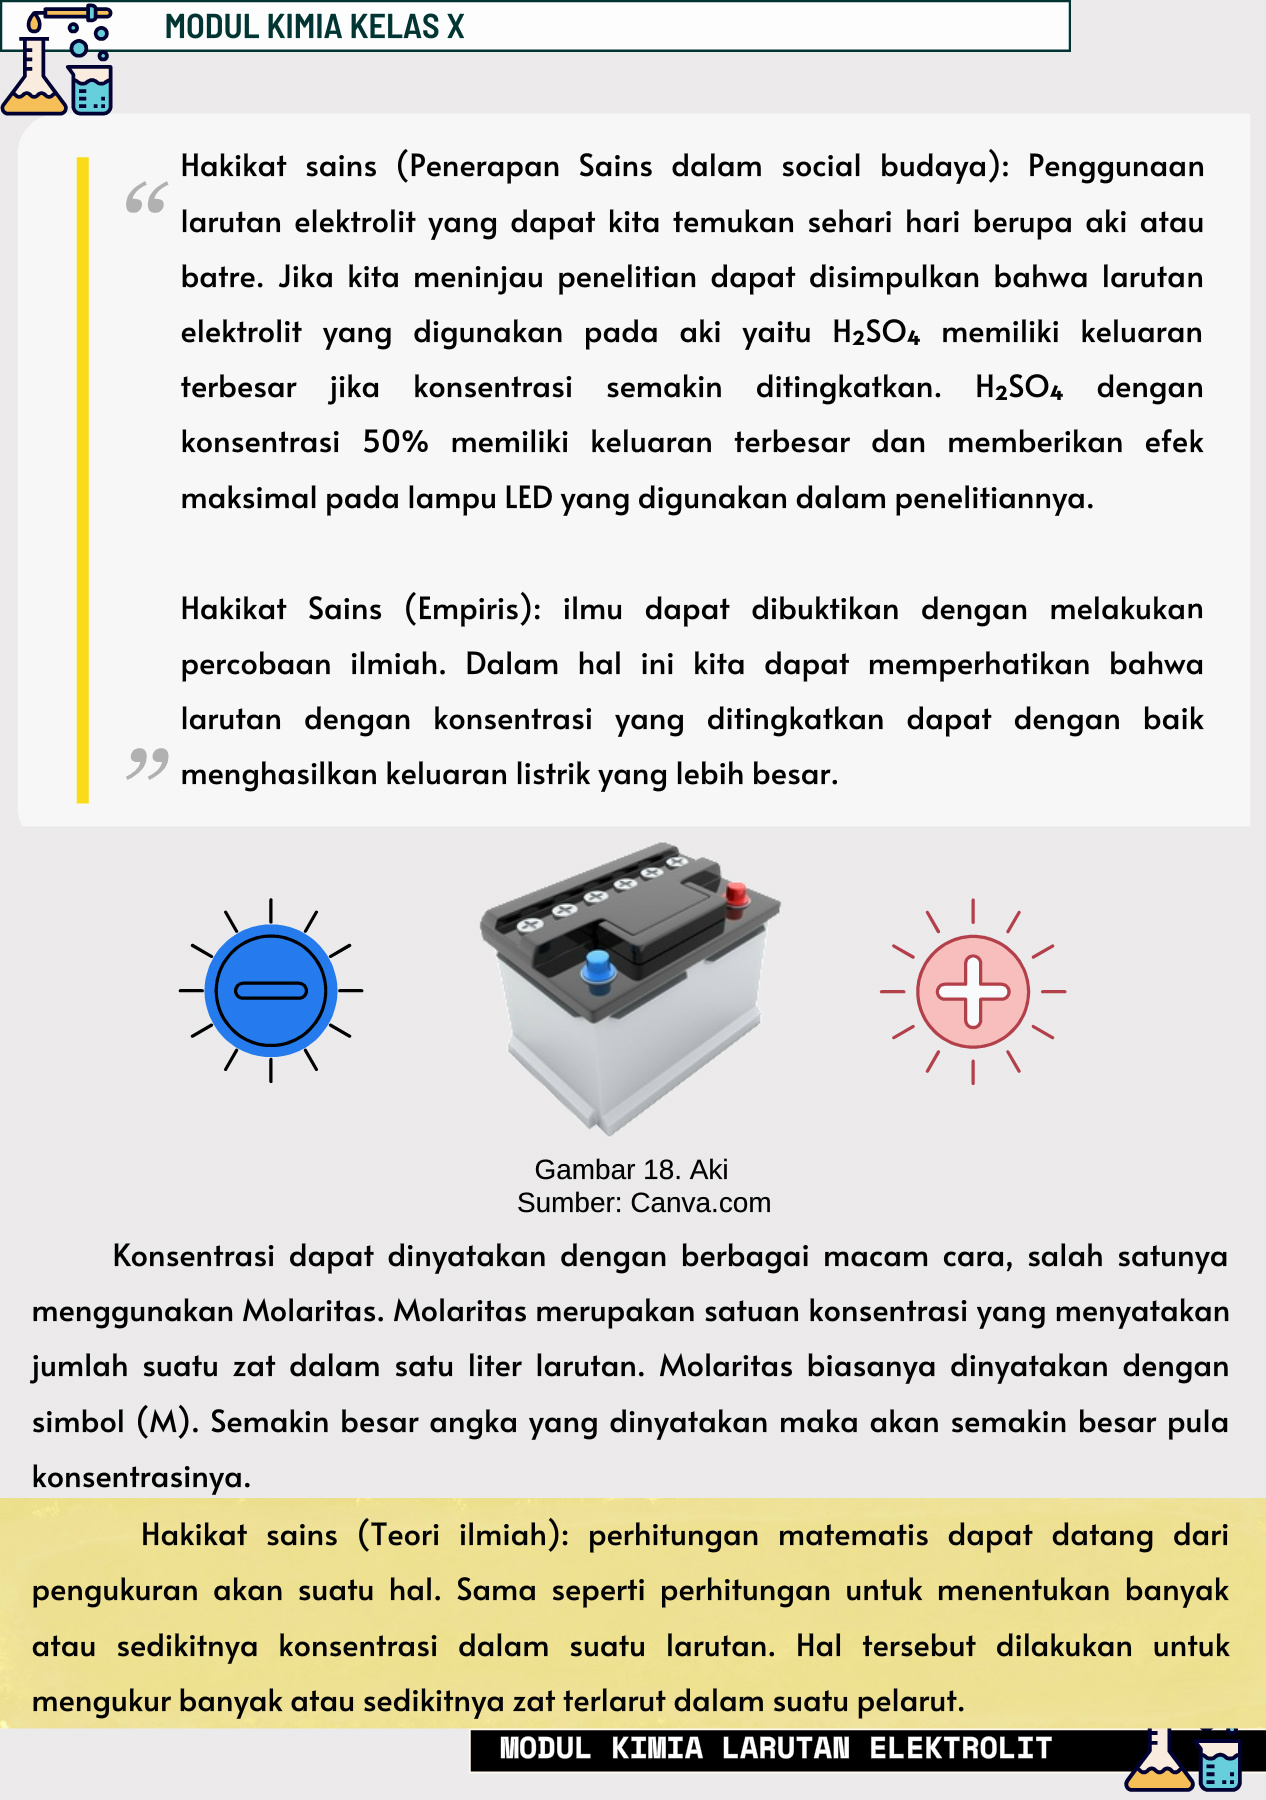 MODUL KIMIA KELAS X
“
Hakikat sains (Penerapan Sains dalam social budaya): Penggunaan
larutan elektrolit yang dapat kita temukan sehari hari berupa aki atau
batre. Jika kita meninjau penelitian dapat disimpulkan bahwa larutan
elektrolit yang digunakan pada aki yaitu H₂SO₄ memiliki keluaran
terbesar jika konsentrasi semakin ditingkatkan. H₂SO₄ dengan
konsentrasi 50% memiliki keluaran terbesar dan memberikan efek
maksimal pada lampu LED yang digunakan dalam penelitiannya.
Hakikat Sains (Empiris): ilmu dapat dibuktikan dengan melakukan
percobaan ilmiah. Dalam hal ini kita dapat memperhatikan bahwa
larutan dengan konsentrasi yang ditingkatkan dapat dengan baik
menghasilkan keluaran listrik yang lebih besar.
”
Gambar 18. Aki
Sumber: Canva.com
Konsentrasi dapat dinyatakan dengan berbagai macam cara, salah satunya
menggunakan Molaritas. Molaritas merupakan satuan konsentrasi yang menyatakan
jumlah suatu zat dalam satu liter larutan. Molaritas biasanya dinyatakan dengan
simbol (M). Semakin besar angka yang dinyatakan maka akan semakin besar pula
konsentrasinya.
Hakikat sains (Teori ilmiah): perhitungan matematis dapat datang dari
pengukuran akan suatu hal. Sama seperti perhitungan untuk menentukan banyak
atau sedikitnya konsentrasi dalam suatu larutan. Hal tersebut dilakukan untuk
mengukur banyak atau sedikitnya zat terlarut dalam suatu pelarut.
MODUL KIMIA LARUTAN ELEKTROLIT